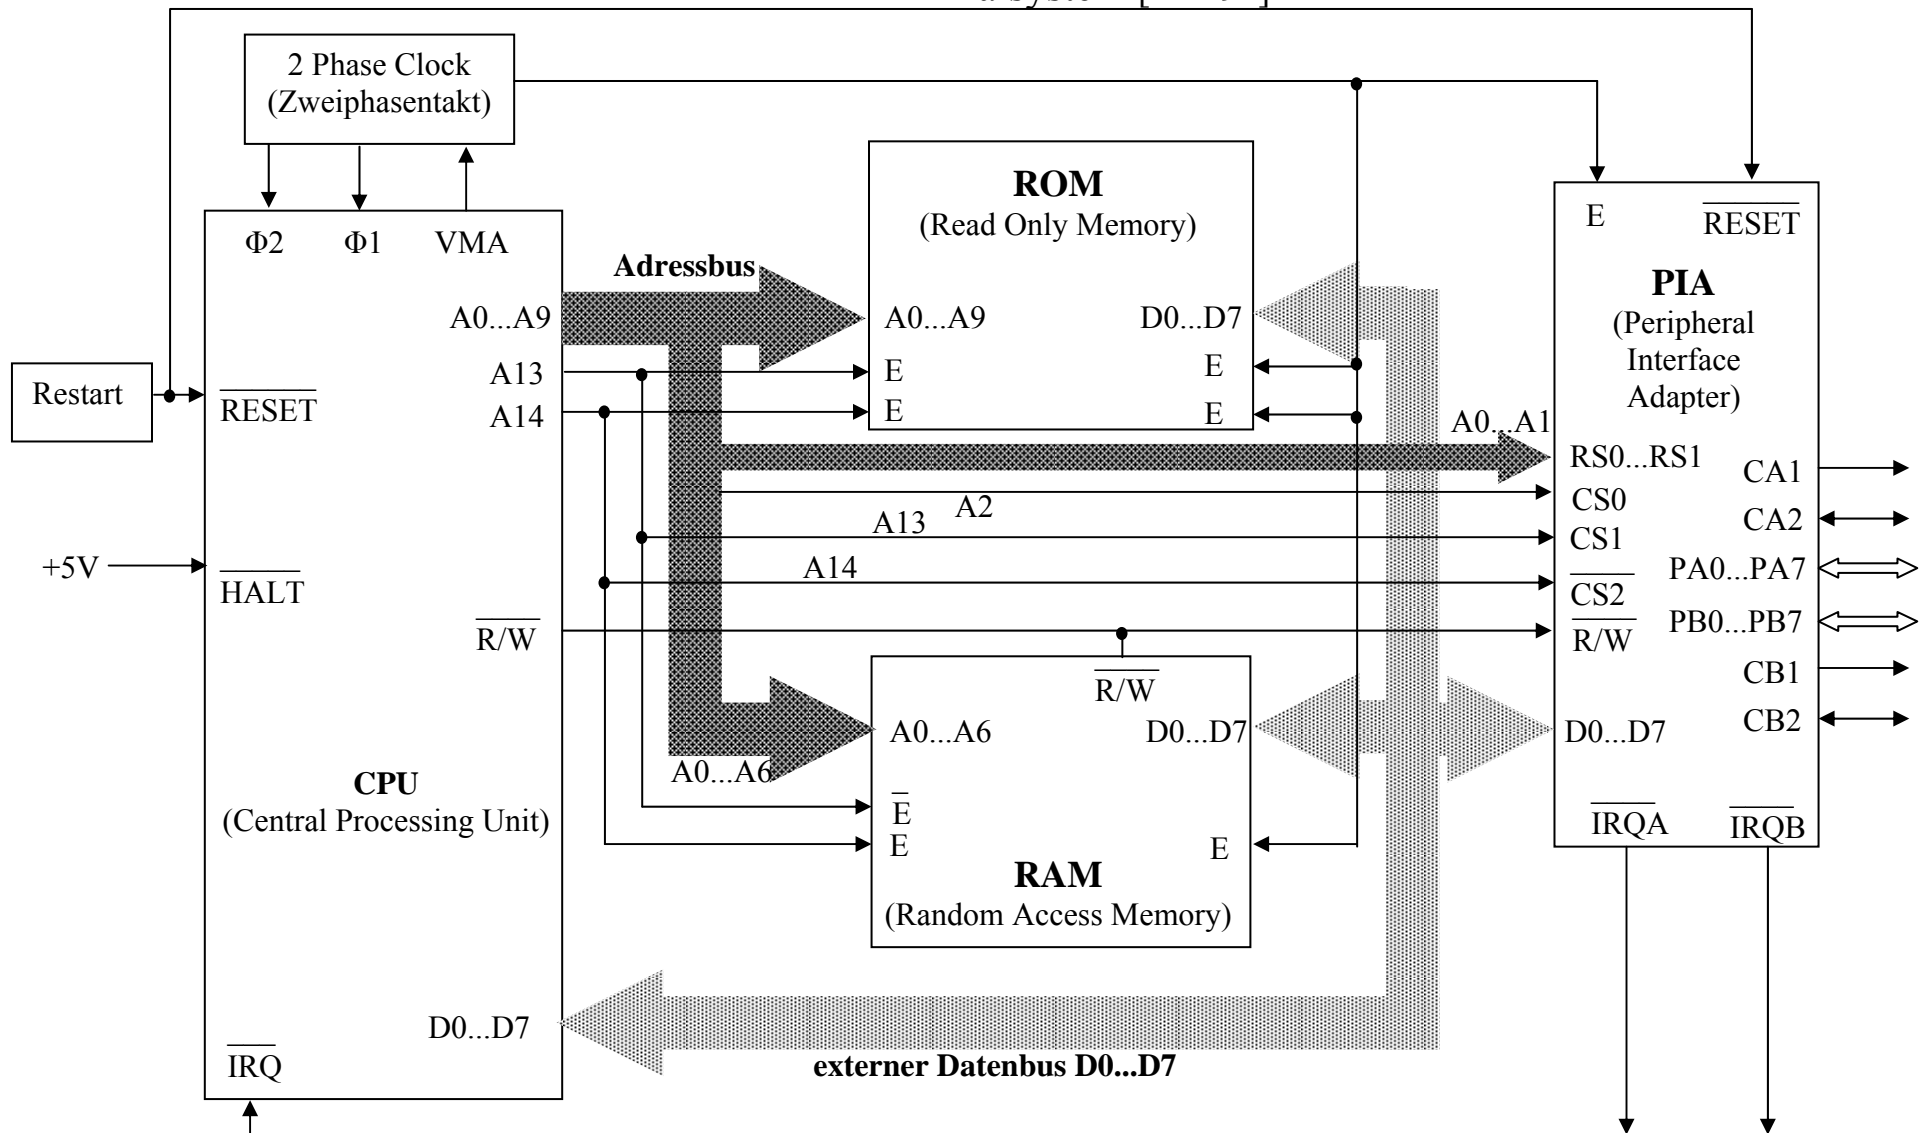 2 Phase Clock
(Zweiphasentakt)
Φ2 Φ1 VMA
A0...A9
A13
A14
Restart
RESET
+5V
HALT
R/W
CPU
(Central Processing Unit)
D0...D7
IRQ
Adressbus
ROM
(Read Only Memory)
A0...A9 D0...D7
E E
E E
A0...A1
A2
A13
A14
R/W
A0...A6 D0...D7
A0...A6
E
E E
RAM
(Random Access Memory)
externer Datenbus D0...D7
E RESET
PIA
(Peripheral
Interface
Adapter)
RS0...RS1
CS0
CS1
CS2
R/W
D0...D7
CA1
CA2
PA0...PA7
PB0...PB7
CB1
CB2
IRQA IRQB